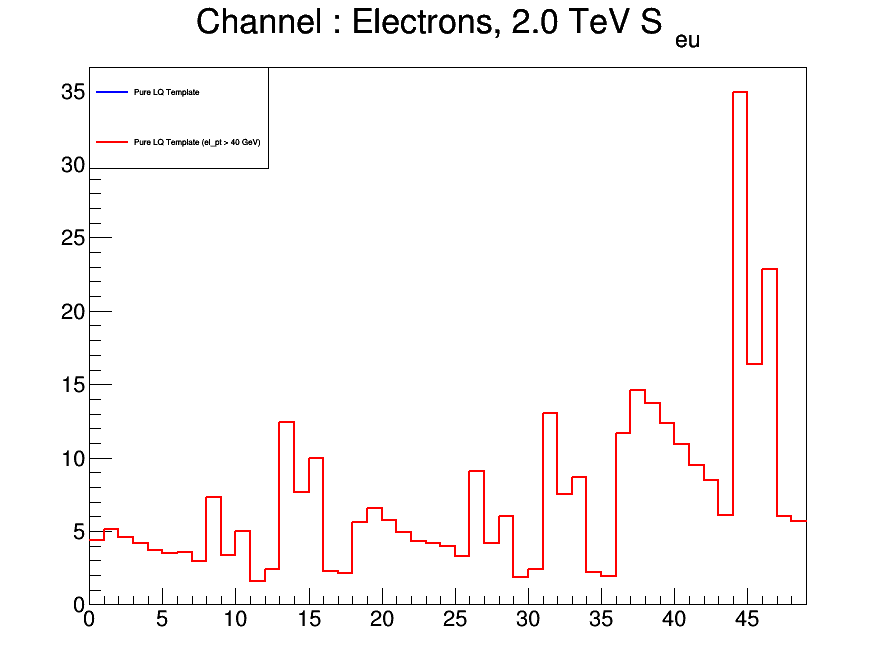 Channel : Electrons, 2.0 TeV S eu
Pure LQ Template
Pure LQ Template (el_pt > 40 GeV)
35
30
25
20
15
10
5
0
0 5 10 15 20 25 30 35 40 45